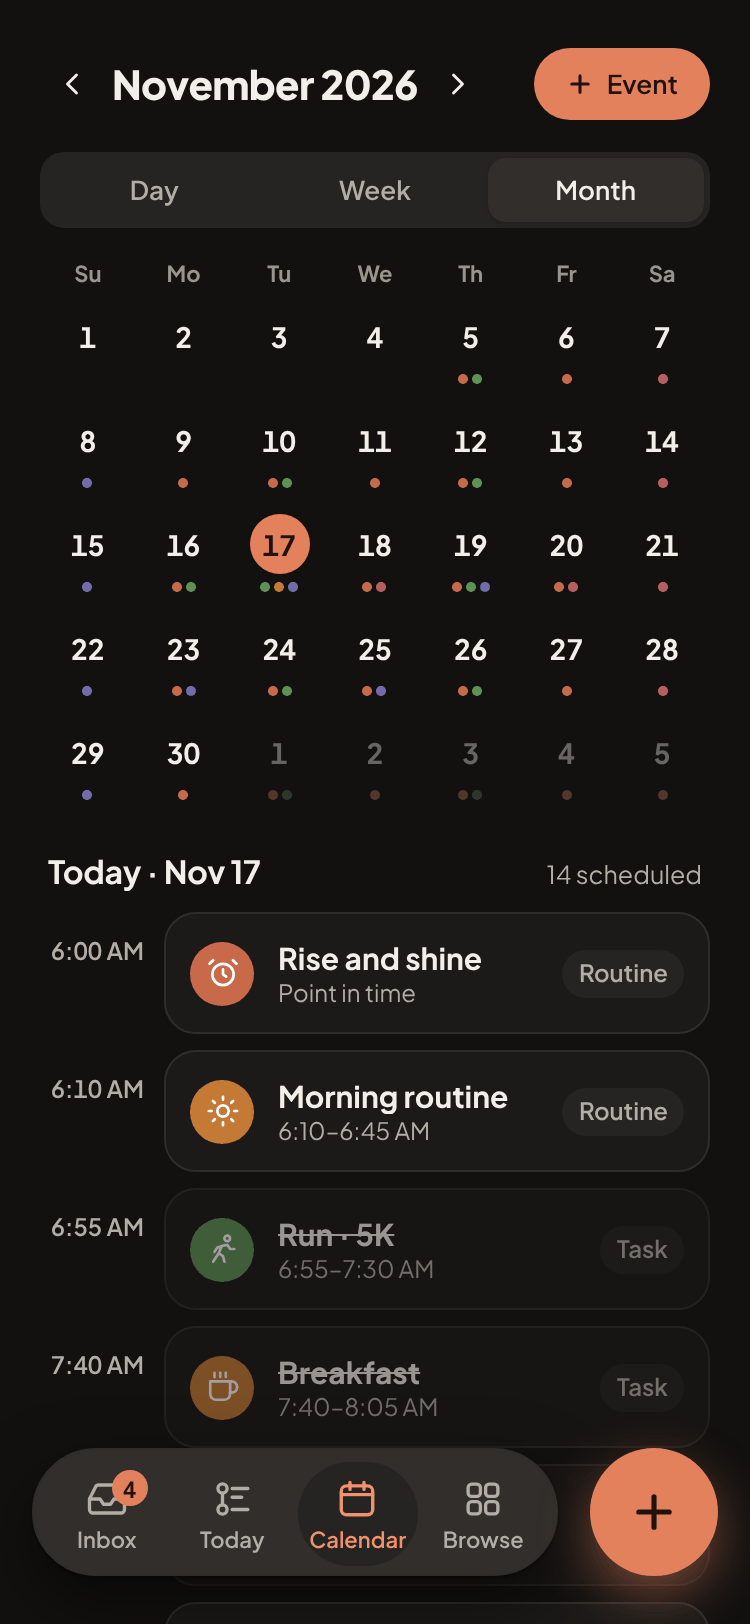 November 2026
+ Event
Day Week Month
Su Mo Tu We Th Fr Sa
1 2 3 4 5 6 7
8 9 10 11 12 13 14
15 16 17 18 19 20 21
22 23 24 25 26 27 28
29 30 1 2 3 4 5
Today · Nov 17 14 scheduled
6:00 AM Rise and shine Routine
Point in time
6:10 AM Morning routine Routine
6:10–6:45 AM
6:55 AM Run · 5K Task
6:55–7:30 AM
7:40 AM Breakfast Task
7:40–8:05 AM
4
Inbox Today Calendar Browse